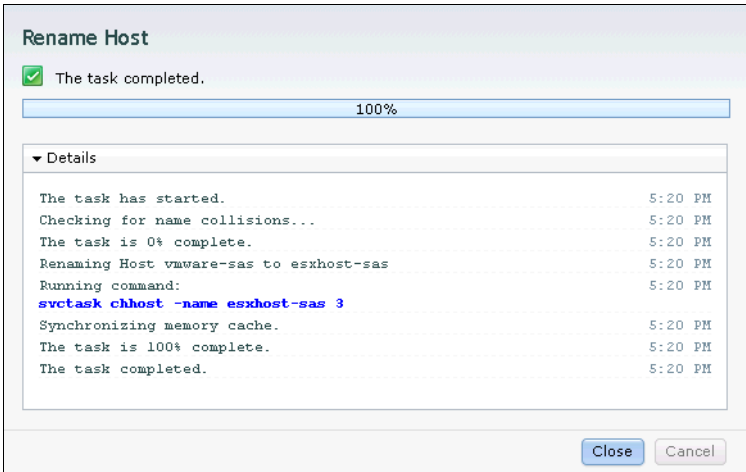 Rename Host
The task completed.
100%
Details
The task has started. 5:20 PM
Checking for name collisions... 5:20 PM
The task is 0% complete. 5:20 PM
Renaming Host vmware-sas to esxhost-sas 5:20 PM
Running command: 5:20 PM
svctask chhost -name esxhost-sas 3
Synchronizing memory cache. 5:20 PM
The task is 100% complete. 5:20 PM
The task completed. 5:20 PM
Close Cancel